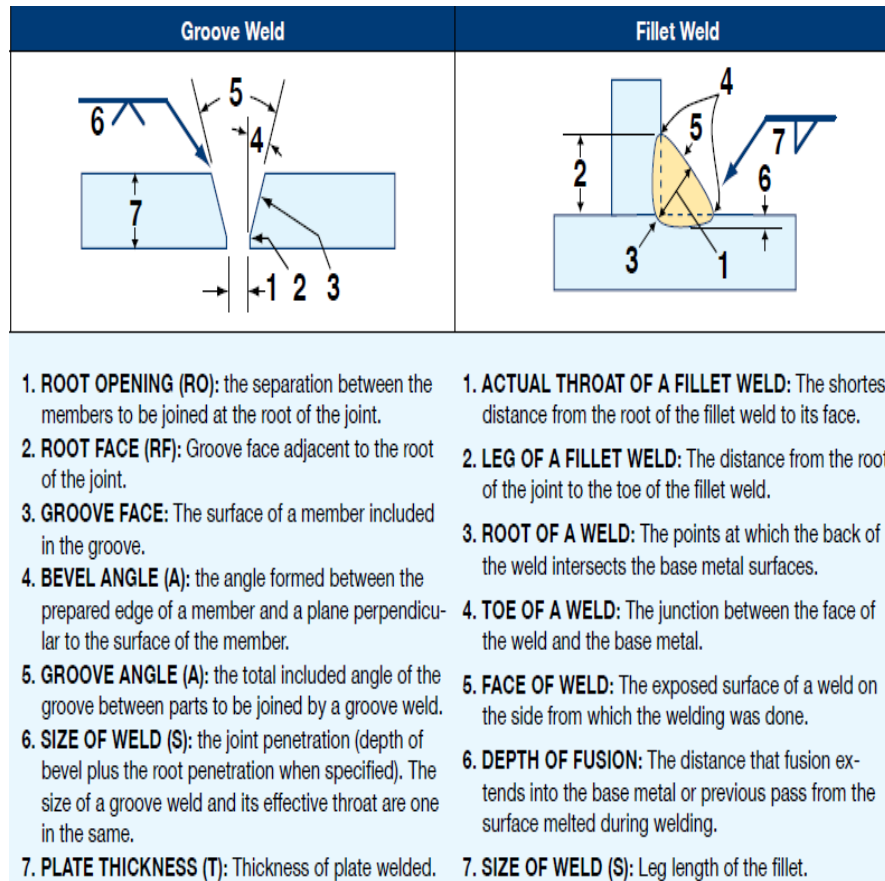 Groove Weld
Fillet Weld
5
6
4
7
1 2 3
4
5
7
2
6
3
1
1. ROOT OPENING (RO): the separation between the
members to be joined at the root of the joint.
2. ROOT FACE (RF): Groove face adjacent to the root
of the joint.
3. GROOVE FACE: The surface of a member included
in the groove.
4. BEVEL ANGLE (A): the angle formed between the
prepared edge of a member and a plane perpendicu-
lar to the surface of the member.
5. GROOVE ANGLE (A): the total included angle of the
groove between parts to be joined by a groove weld.
6. SIZE OF WELD (S): the joint penetration (depth of
bevel plus the root penetration when specified). The
size of a groove weld and its effective throat are one
in the same.
7. PLATE THICKNESS (T): Thickness of plate welded.
1. ACTUAL THROAT OF A FILLET WELD: The shortes
distance from the root of the fillet weld to its face.
2. LEG OF A FILLET WELD: The distance from the root
of the joint to the toe of the fillet weld.
3. ROOT OF A WELD: The points at which the back of
the weld intersects the base metal surfaces.
4. TOE OF A WELD: The junction between the face of
the weld and the base metal.
5. FACE OF WELD: The exposed surface of a weld on
the side from which the welding was done.
6. DEPTH OF FUSION: The distance that fusion ex-
tends into the base metal or previous pass from the
surface melted during welding.
7. SIZE OF WELD (S): Leg length of the fillet.